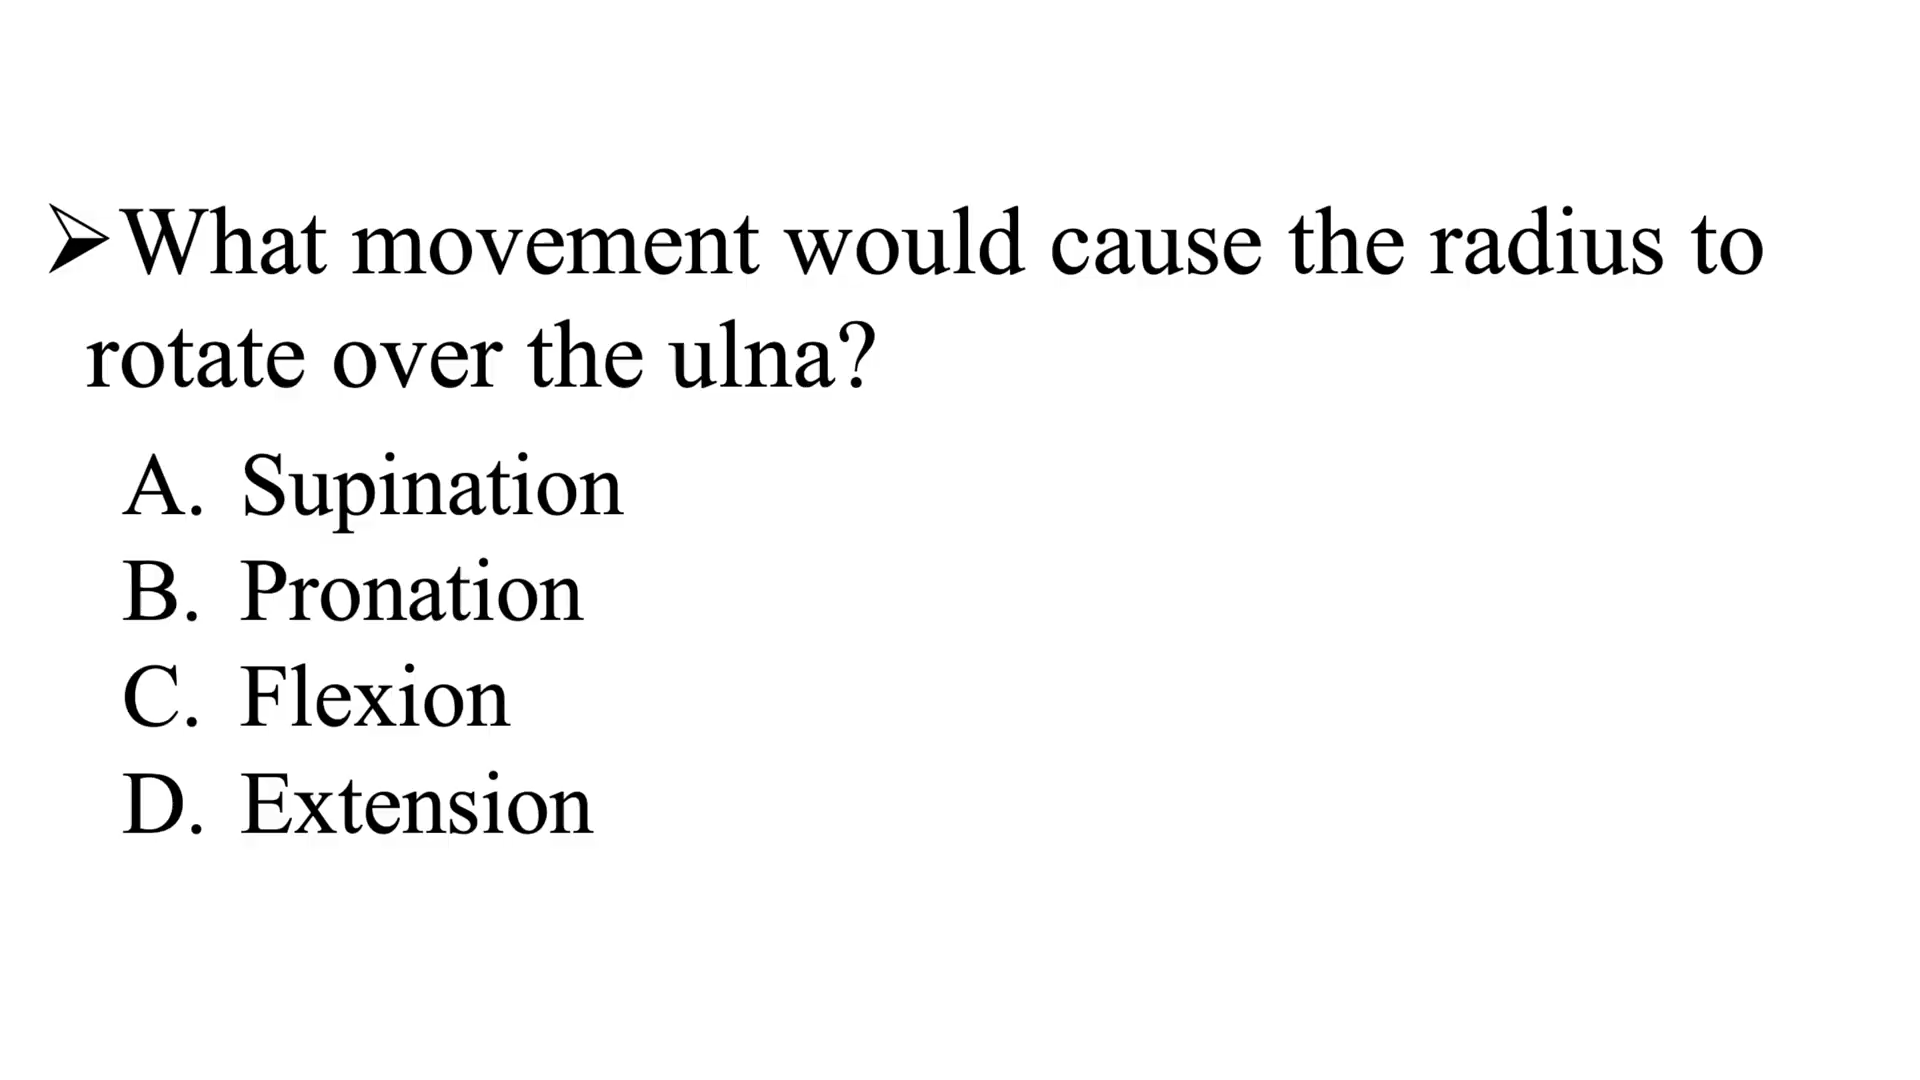 ➢What movement would cause the radius to
rotate over the ulna?
A. Supination
B. Pronation
C. Flexion
D. Extension